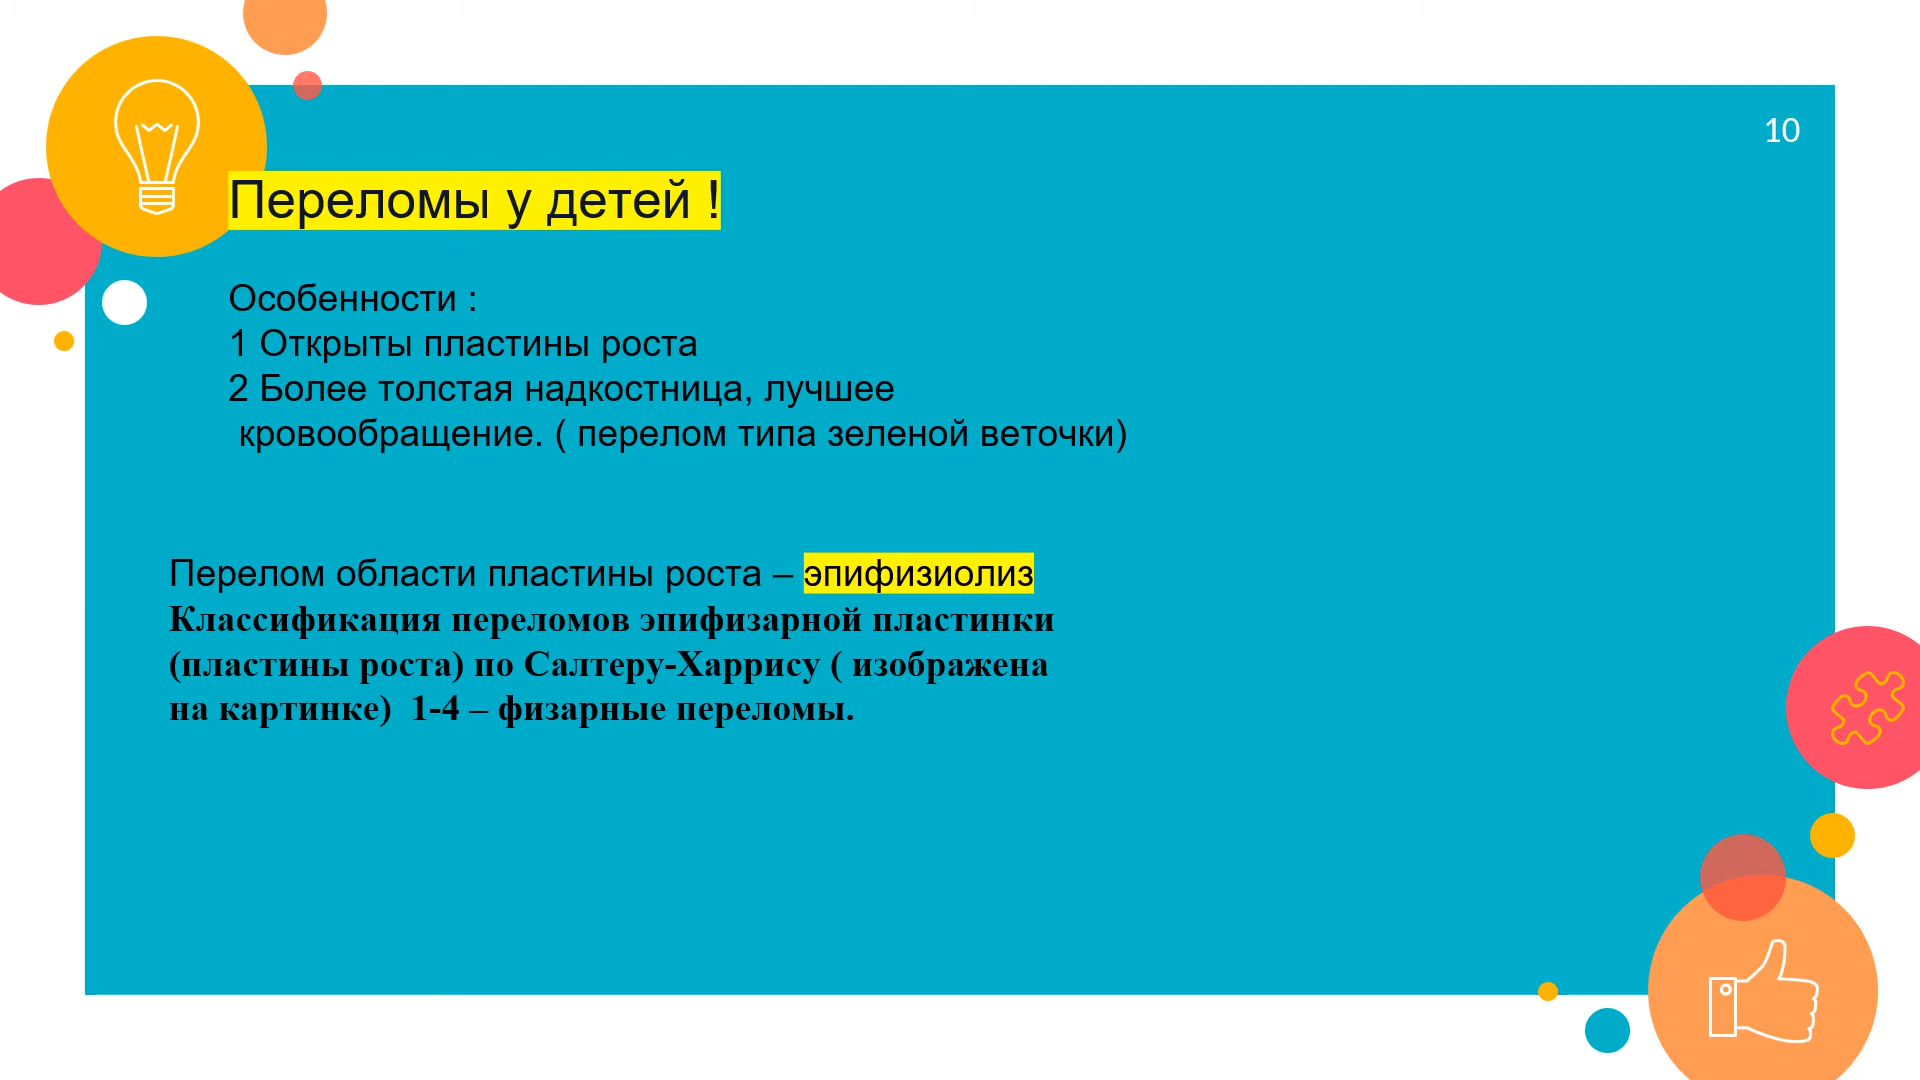 10
Переломы у детей !
Особенности :
1 Открыты пластины роста
2 Более толстая надкостница, лучшее
кровообращение. ( перелом типа зеленой веточки)
Перелом области пластины роста – эпифизиолиз
Классификация переломов эпифизарной пластинки
(пластины роста) по Салтеру-Харрису ( изображена
на картинке)  1-4 – физарные переломы.